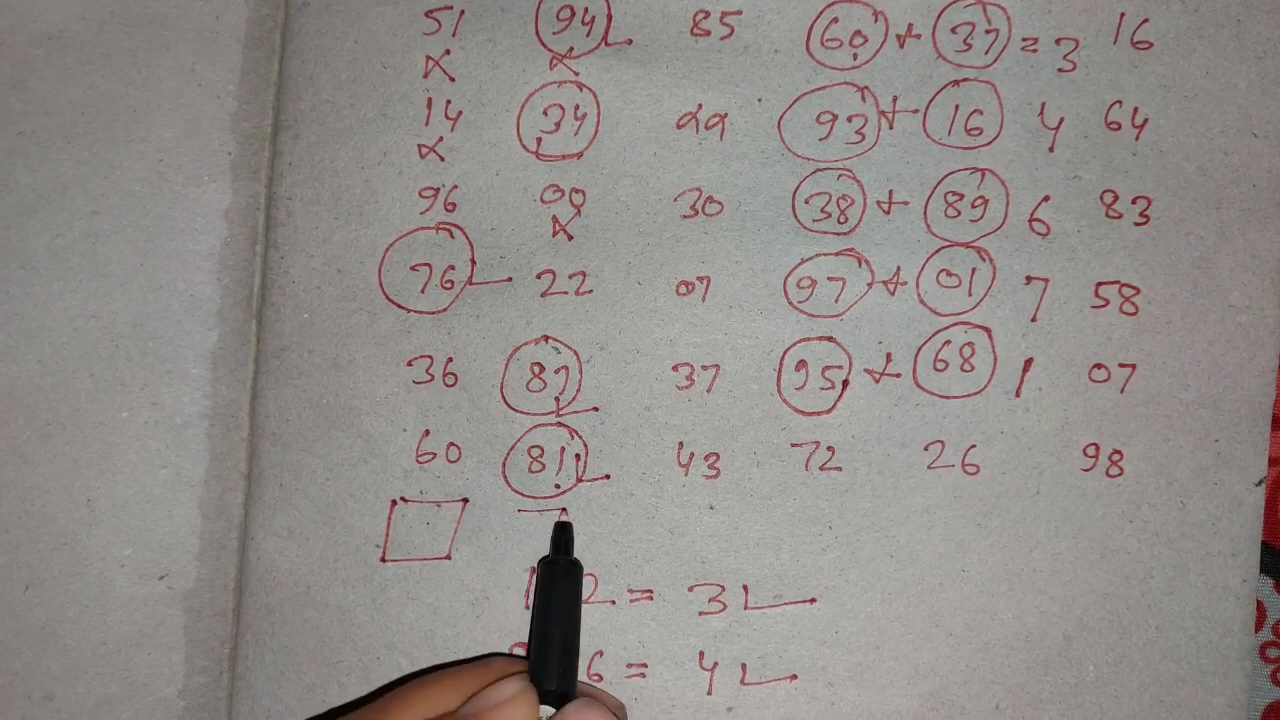 51 94 85 60 + 37 = 3 16
x x
14 34 99 93 + 16 4 64
x
96 00 30 38 + 89 6 83
x
76 22 07 97 + 01 7 58
36 87 37 95 + 68 1 07
60 81 43 72 26 98
1 2 = 3
6 = 4